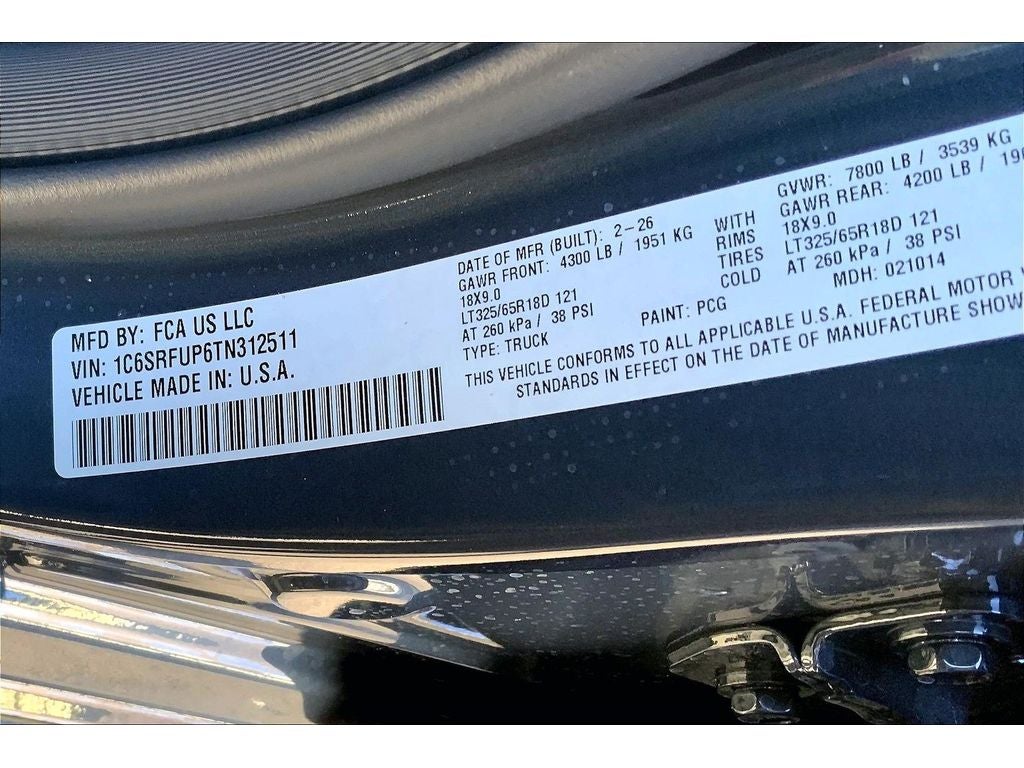 MFD BY: FCA US LLC
VIN: 1C6SRFUP6TN312511
VEHICLE MADE IN: U.S.A.
DATE OF MFR (BUILT): 2-26
GAWR FRONT: 4300 LB / 1951 KG
18X9.0
LT325/65R18D 121
AT 260 kPa / 38 PSI
TYPE: TRUCK
WITH
RIMS
TIRES
COLD
PAINT: PCG
GVWR: 7800 LB / 3539 KG
GAWR REAR: 4200 LB /
18X9.0
LT325/65R18D 121
AT 260 kPa / 38 PSI
MDH: 021014
THIS VEHICLE CONFORMS TO ALL APPLICABLE U.S.A. FEDERAL MOTOR
STANDARDS IN EFFECT ON THE DATE OF MANUFACTURE SHOW